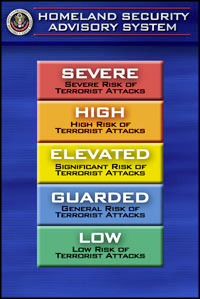 HOMELAND SECURITY
ADVISORY SYSTEM
SEVERE
SEVERE RISK OF
TERRORIST ATTACKS
HIGH
HIGH RISK OF
TERRORIST ATTACKS
ELEVATED
SIGNIFICANT RISK OF
TERRORIST ATTACKS
GUARDED
GENERAL RISK OF
TERRORIST ATTACKS
LOW
LOW RISK OF
TERRORIST ATTACKS